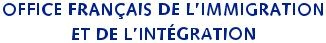 OFFICE FRANÇAIS DE L'IMMIGRATION
ET DE L'INTÉGRATION